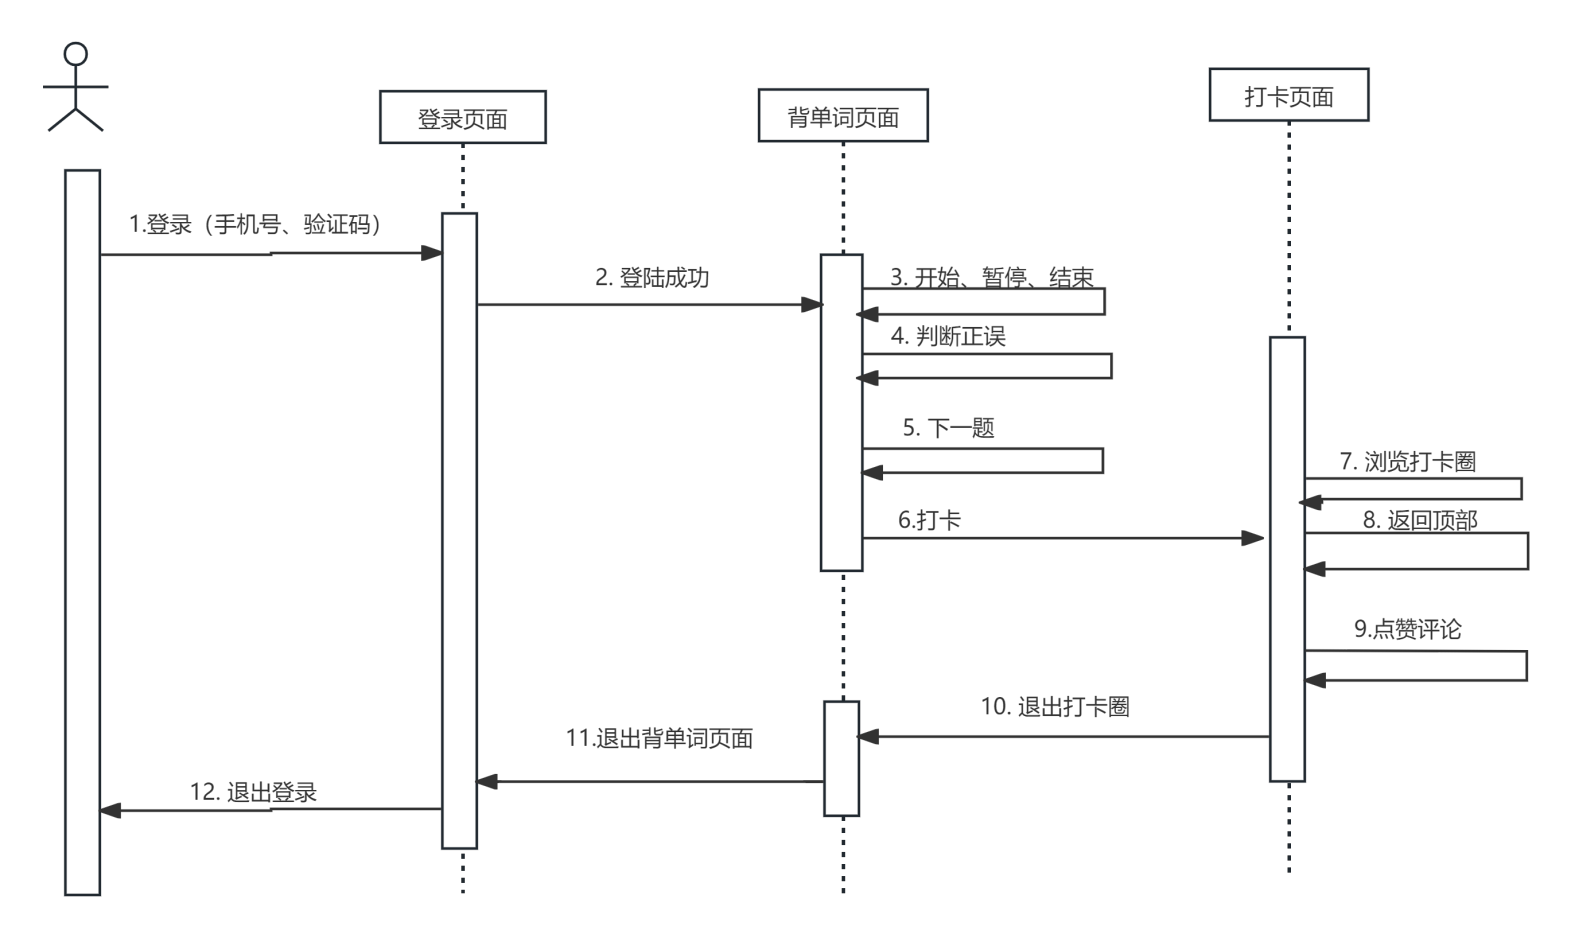 登录页面
背单词页面
打卡页面
1.登录（手机号、验证码）
2. 登陆成功
3. 开始、暂停、结束
4. 判断正误
5. 下一题
6.打卡
7. 浏览打卡圈
8. 返回顶部
9.点赞评论
10. 退出打卡圈
11.退出背单词页面
12. 退出登录